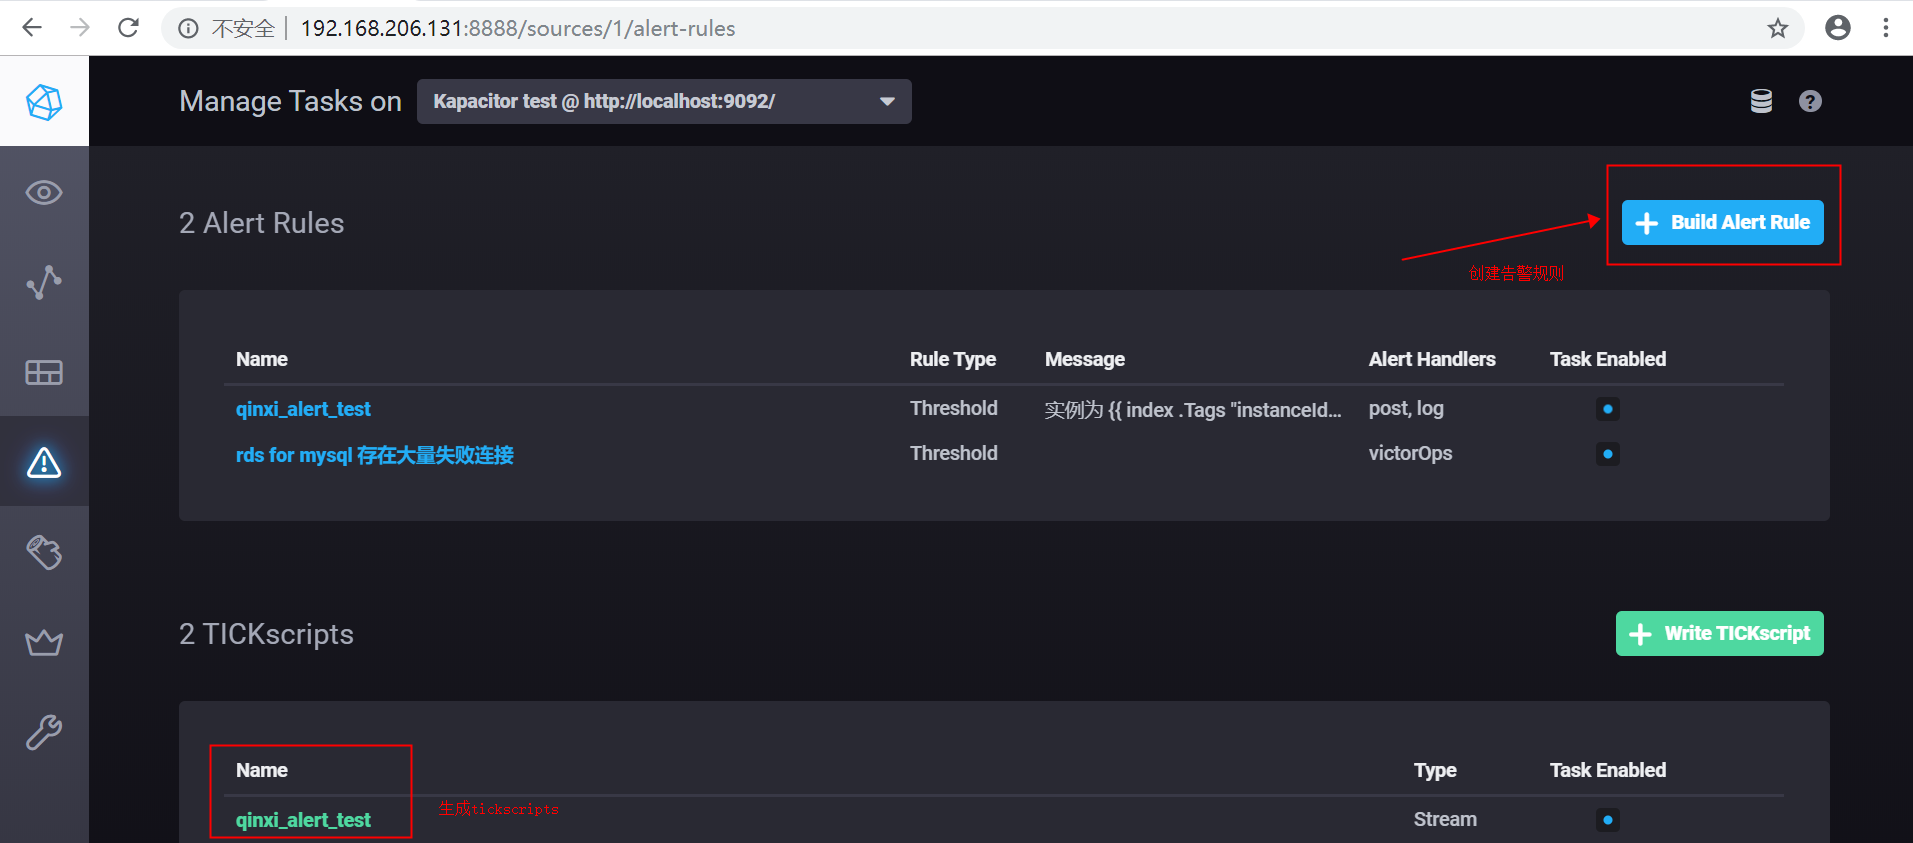 不安全 192.168.206.131:8888/sources/1/alert-rules
Manage Tasks on Kapacitor test @ http://localhost:9092/
2 Alert Rules
Build Alert Rule
创建告警规则
Name Rule Type Message Alert Handlers Task Enabled
qinxi_alert_test Threshold 实例为 {{ index .Tags "instanceId... post, log
rds for mysql 存在大量失败连接 Threshold victorOps
2 TICKscripts
Write TICKscript
Name Type Task Enabled
生成tickscripts
qinxi_alert_test Stream